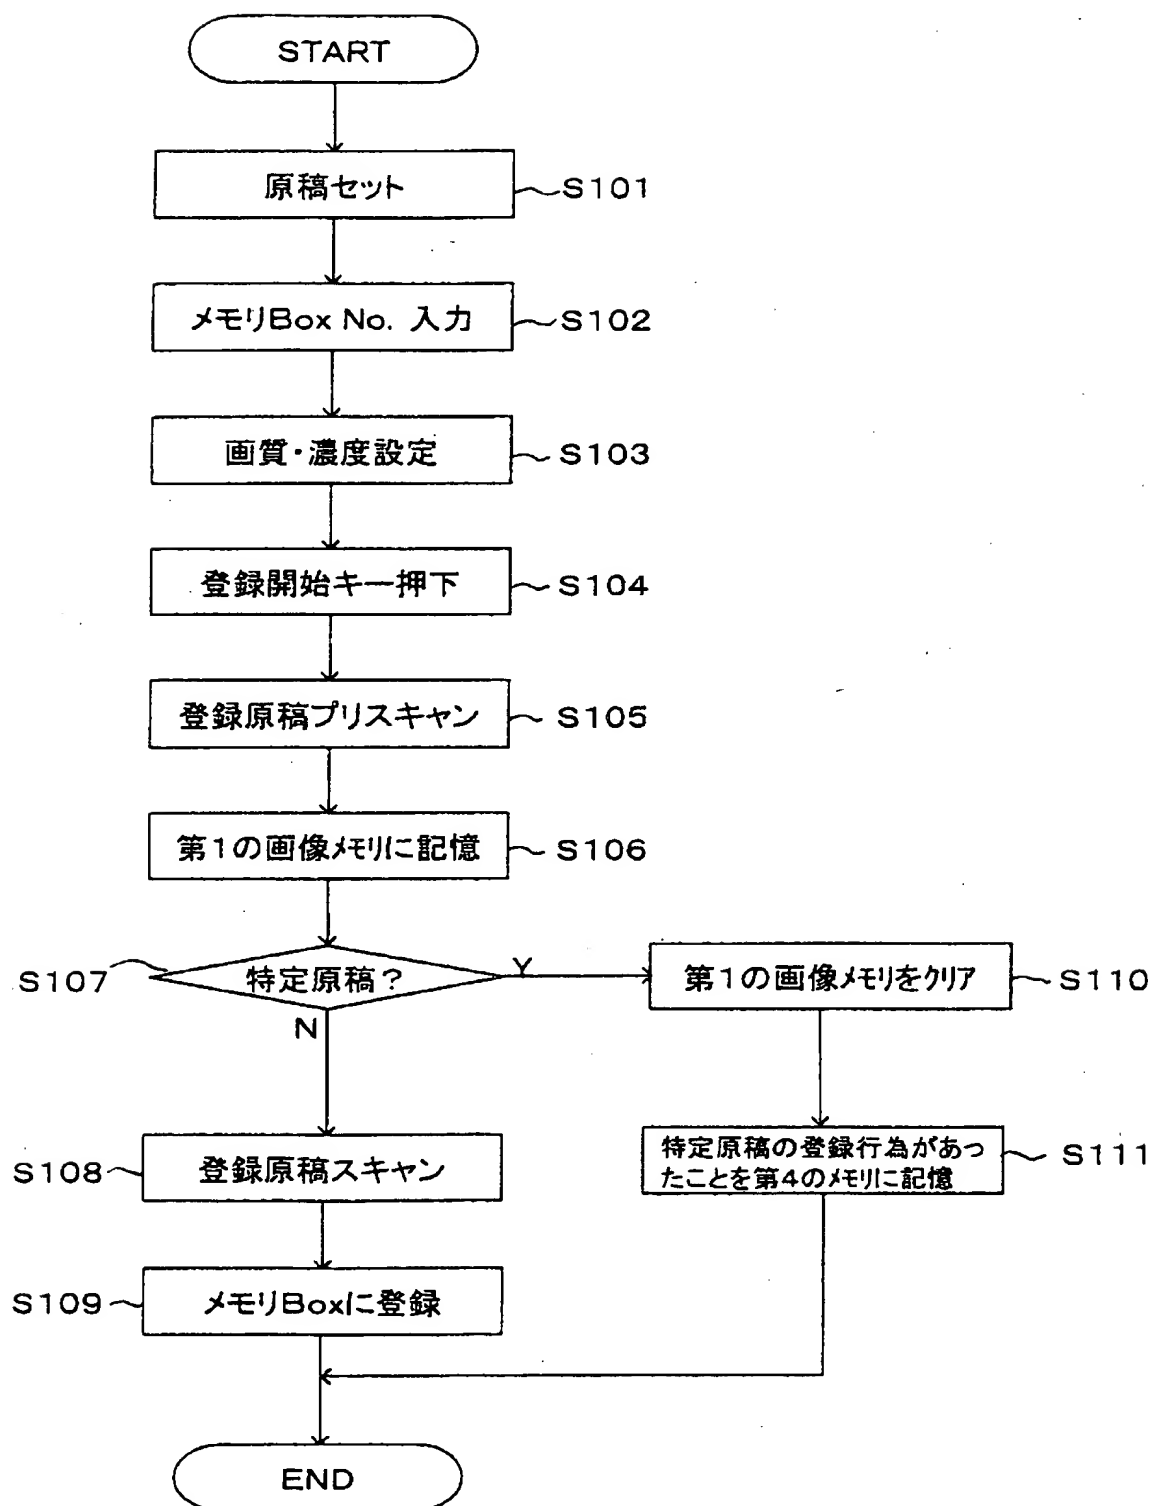 START
原稿セット
S101
メモリBox No. 入力
S102
画質・濃度設定
S103
登録開始キー押下
S104
登録原稿プリスキャン
S105
第1の画像メモリに記憶
S106
S107
特定原稿?
Y
第1の画像メモリをクリア
S110
N
S108
登録原稿スキャン
特定原稿の登録行為があっ
たことを第4のメモリに記憶
S111
S109
メモリBoxに登録
END